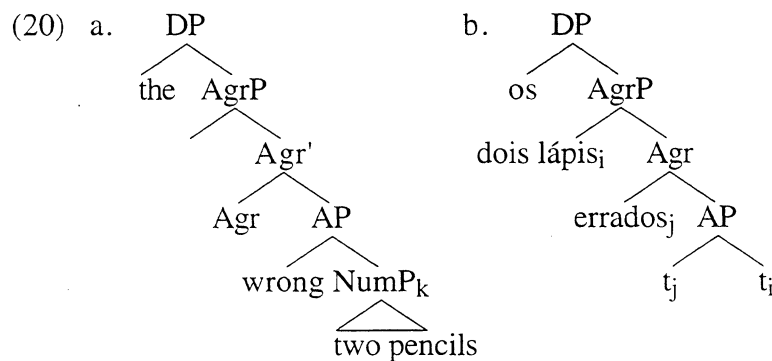 (20) a. DP b. DP
the AgrP os AgrP
Agr' dois lápisᵢ Agr
Agr AP erradosⱼ AP
wrong NumPₖ tⱼ tᵢ
two pencils